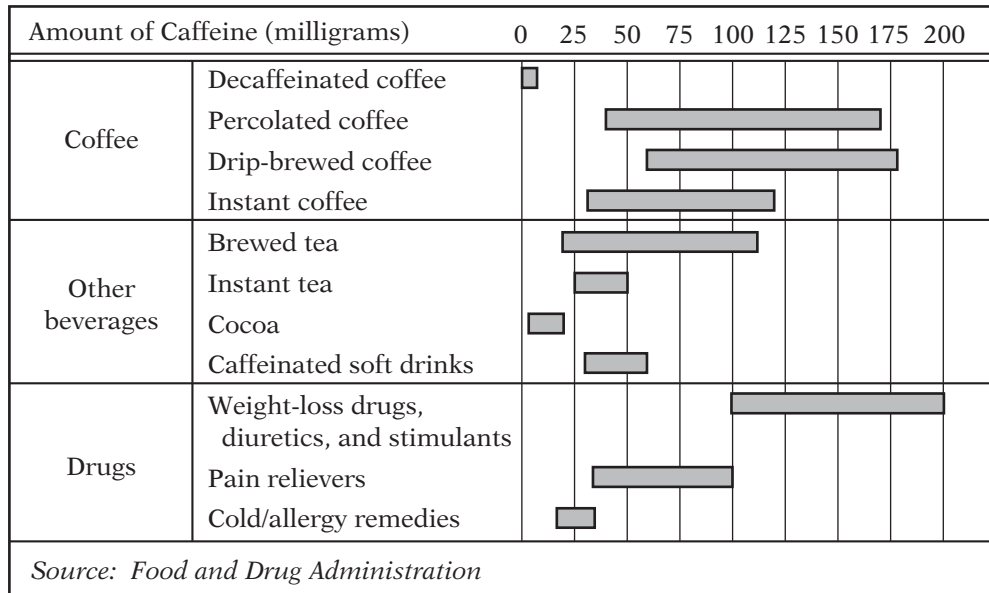 Amount of Caffeine (milligrams) 0 25 50 75 100 125 150 175 200
Coffee
Decaffeinated coffee
Percolated coffee
Drip-brewed coffee
Instant coffee
Other
beverages
Brewed tea
Instant tea
Cocoa
Caffeinated soft drinks
Drugs
Weight-loss drugs,
diuretics, and stimulants
Pain relievers
Cold/allergy remedies
Source: Food and Drug Administration